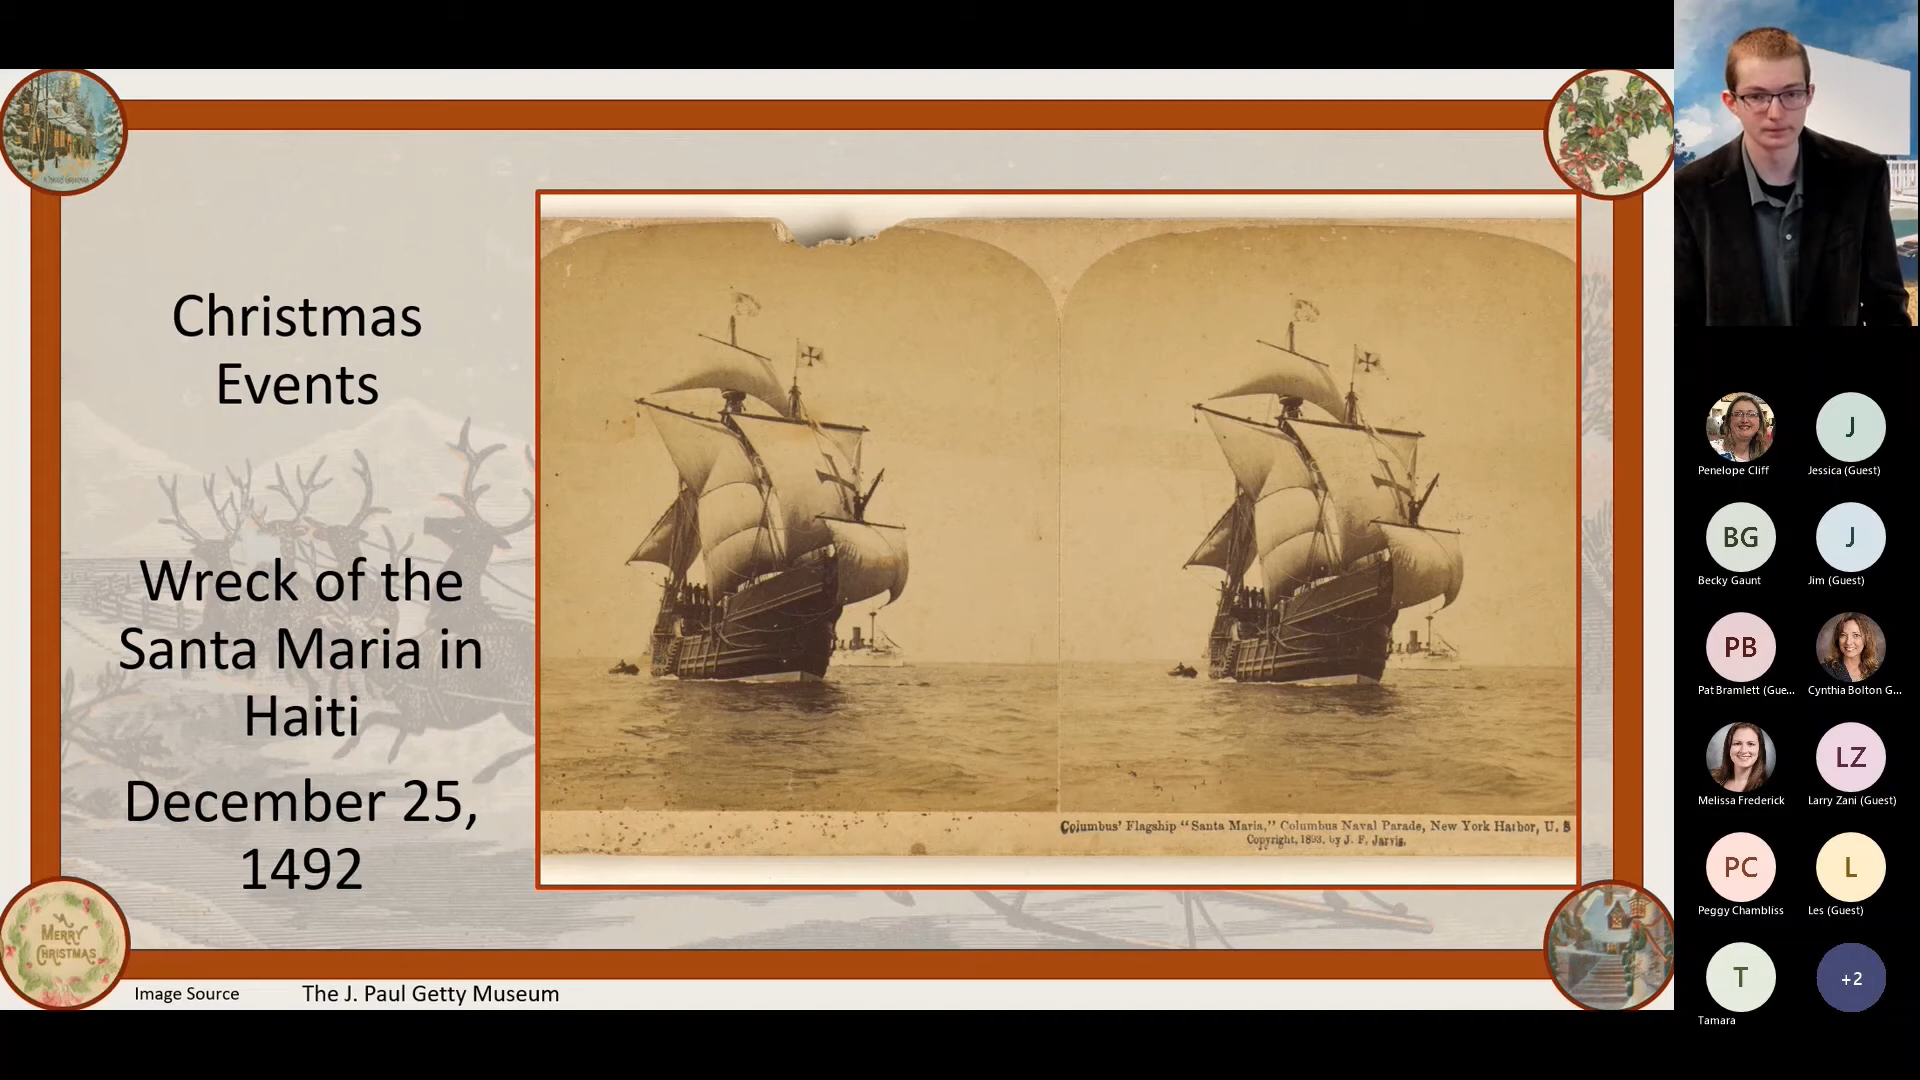 Christmas
Events
Wreck of the
Santa Maria in
Haiti
December 25,
1492
Columbus' Flagship "Santa Maria," Columbus Naval Parade, New York Harbor, U. S
Copyright, 1893, by J. F. Jarvis.
A
MERRY
CHRISTMAS
Image Source
The J. Paul Getty Museum
Penelope Cliff
J
Jessica (Guest)
BG
Becky Gaunt
J
Jim (Guest)
PB
Pat Bramlett (Gue...
Cynthia Bolton G...
Melissa Frederick
LZ
Larry Zani (Guest)
PC
Peggy Chambliss
L
Les (Guest)
T
Tamara
+2